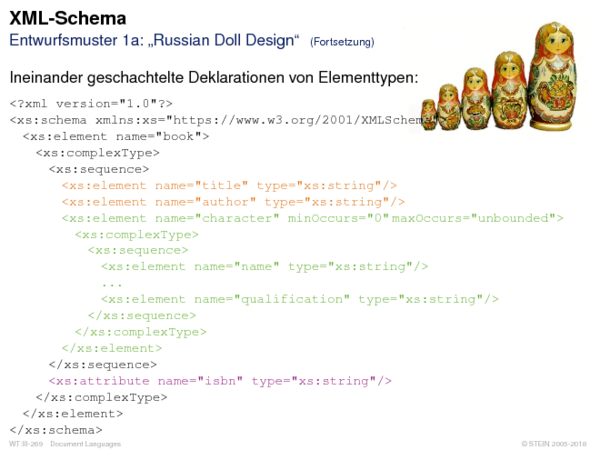 XML-Schema
Entwurfsmuster 1a: „Russian Doll Design“ (Fortsetzung)
Ineinander geschachtelte Deklarationen von Elementtypen:
<?xml version="1.0"?>
<xs:schema xmlns:xs="https://www.w3.org/2001/XMLSchema
<xs:element name="book">
<xs:complexType>
<xs:sequence>
<xs:element name="title" type="xs:string"/>
<xs:element name="author" type="xs:string"/>
<xs:element name="character" minOccurs="0" maxOccurs="unbounded">
<xs:complexType>
<xs:sequence>
<xs:element name="name" type="xs:string"/>
...
<xs:element name="qualification" type="xs:string"/>
</xs:sequence>
</xs:complexType>
</xs:element>
</xs:sequence>
<xs:attribute name="isbn" type="xs:string"/>
</xs:complexType>
</xs:element>
</xs:schema>
WT:III-269 Document Languages
© STEIN 2005-2018